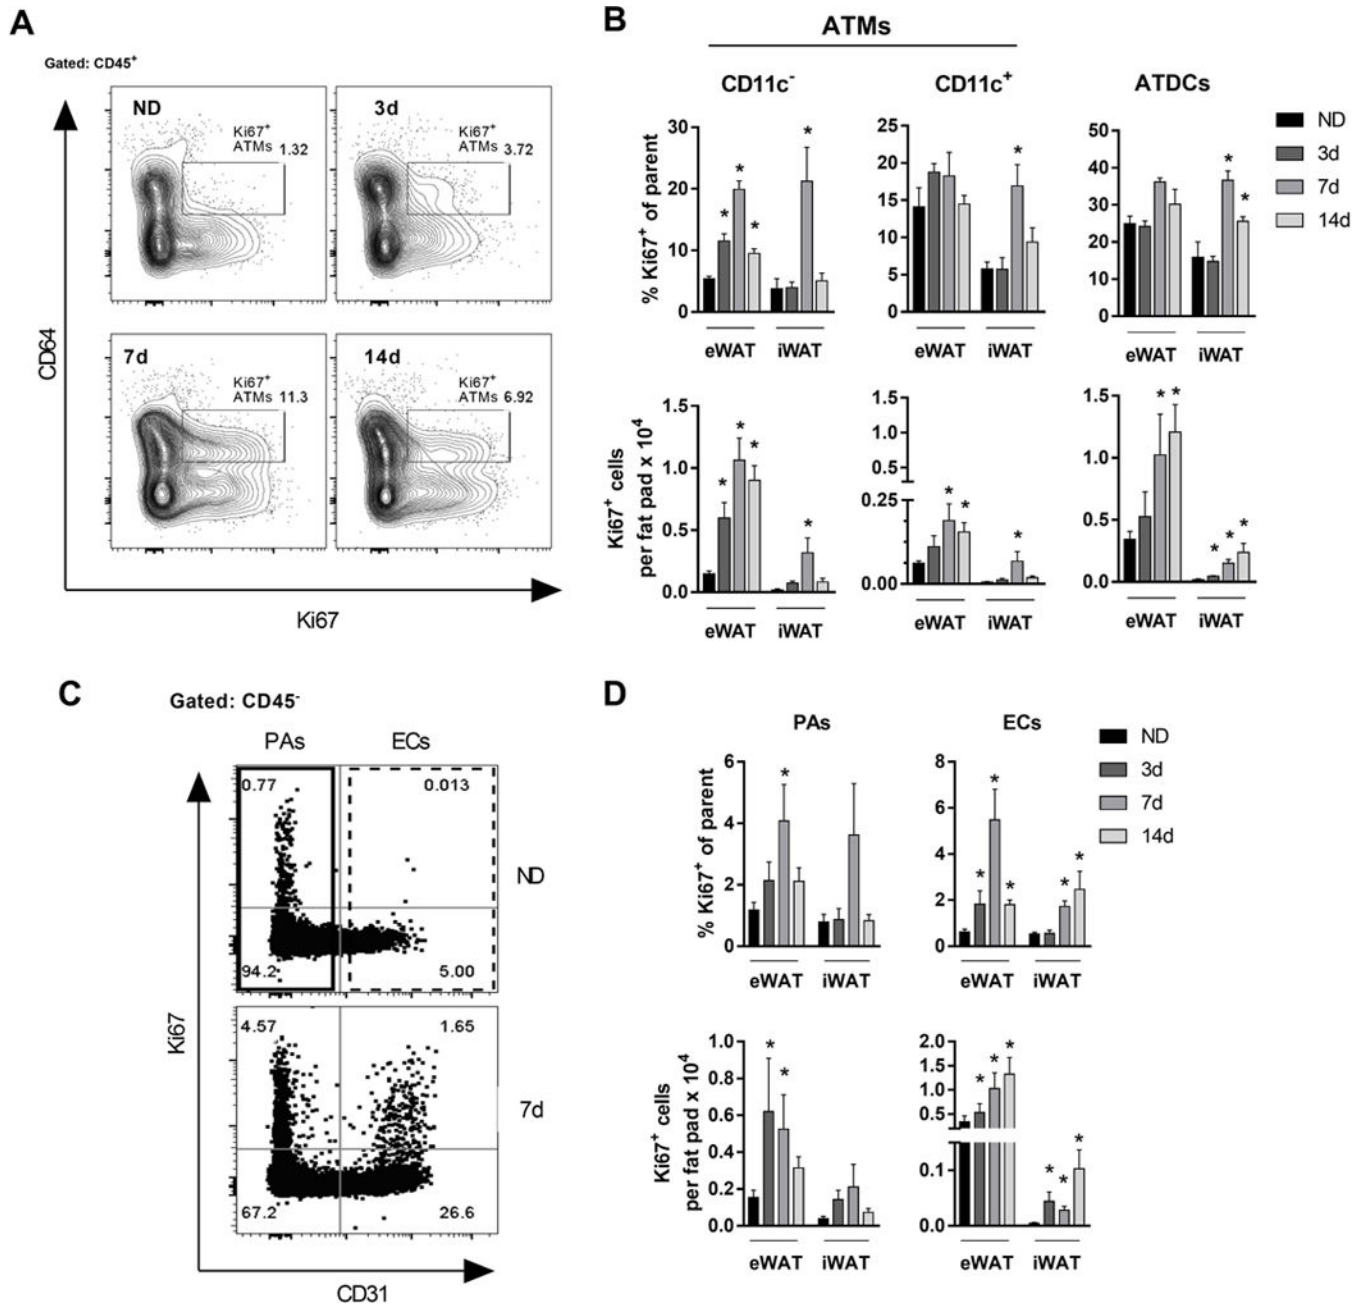 A
Gated: CD45+
ND
Ki67+
ATMs 1.32
3d
Ki67+
ATMs 3.72
7d
Ki67+
ATMs 11.3
14d
Ki67+
ATMs 6.92
CD64
Ki67
B
ATMs
CD11c-
CD11c+
ATDCs
ND
3d
7d
14d
% Ki67+ of parent
30
20
10
0
* * * *
eWAT iWAT
25
20
15
10
5
0
*
eWAT iWAT
50
40
30
20
10
0
* *
eWAT iWAT
Ki67+ cells
per fat pad x 10^4
1.5
1.0
0.5
0.0
* * * *
eWAT iWAT
1.5
1.0
0.5
0.25
0.00
* * *
eWAT iWAT
1.5
1.0
0.5
0.0
* * * * *
eWAT iWAT
C
Gated: CD45-
PAs ECs
0.77 0.013
94.2 5.00
ND
4.57 1.65
67.2 26.6
7d
Ki67
CD31
D
PAs
ECs
ND
3d
7d
14d
% Ki67+ of parent
6
4
2
0
*
eWAT iWAT
8
6
4
2
0
* * * * *
eWAT iWAT
Ki67+ cells
per fat pad x 10^4
1.0
0.8
0.6
0.4
0.2
0.0
* *
eWAT iWAT
2.0
1.5
1.0
0.5
0.1
0.0
* * * * * *
eWAT iWAT